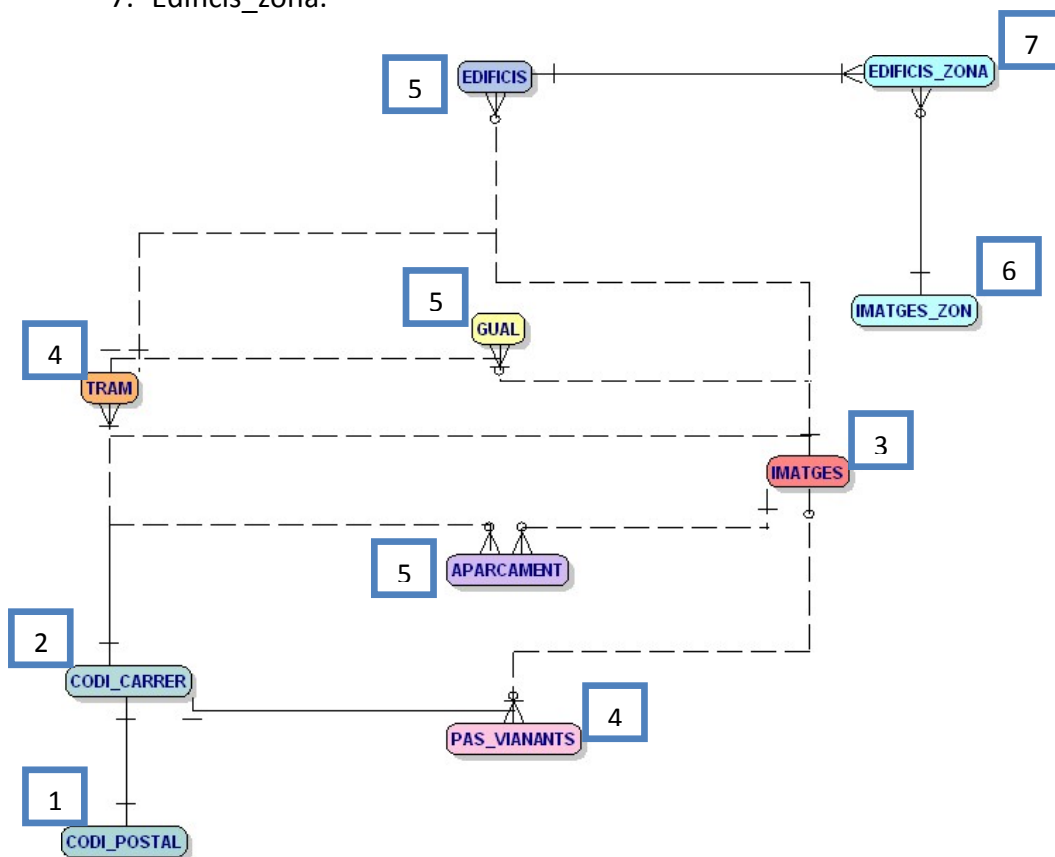 7. Edificis_zona.
7
EDIFICIS_ZONA
5
EDIFICIS
6
IMATGES_ZON
5
GUAL
4
TRAM
3
IMATGES
5
APARCAMENT
2
CODI_CARRER
4
PAS_VIANANTS
1
CODI_POSTAL